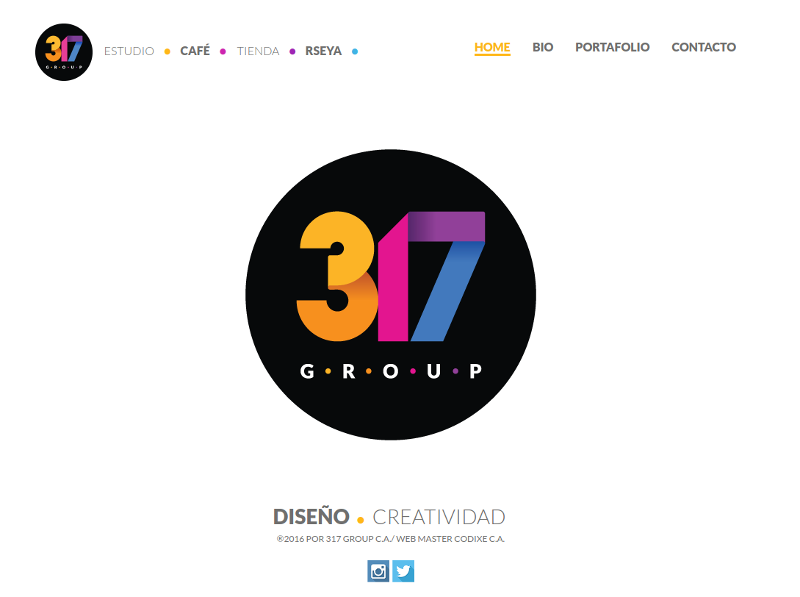 317
G•R•O•U•P
ESTUDIO • CAFÉ • TIENDA • RSEYA •
HOME BIO PORTAFOLIO CONTACTO
317
G•R•O•U•P
DISEÑO • CREATIVIDAD
®2016 POR 317 GROUP C.A./ WEB MASTER CODIXE C.A.